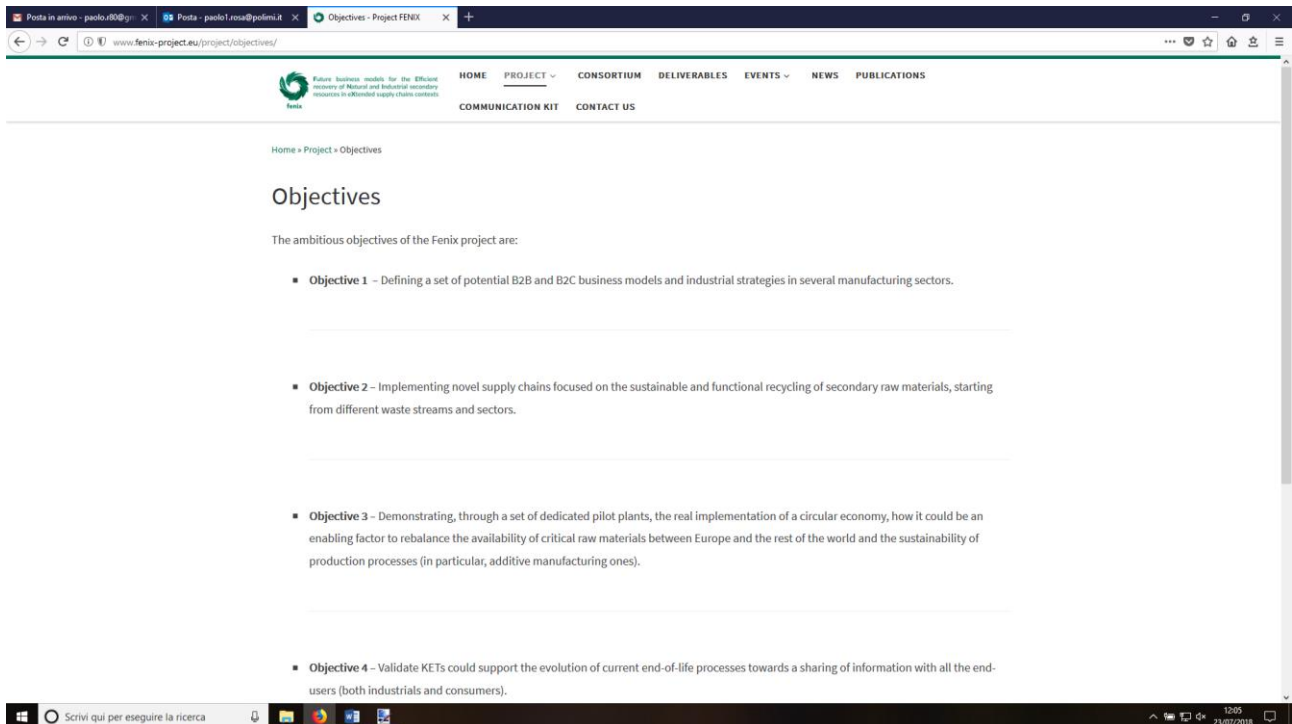 Posta in arrivo - paolo.r80@gm
Posta - paolo1.rosa@polimi.it
Objectives - Project FENIX
www.fenix-project.eu/project/objectives/
Future business models for the Efficient
recovery of Natural and Industrial secondary
resources in eXtended supply chains contexts
fenix
HOME PROJECT CONSORTIUM DELIVERABLES EVENTS NEWS PUBLICATIONS
COMMUNICATION KIT CONTACT US
Home » Project » Objectives
Objectives
The ambitious objectives of the Fenix project are:
▪ Objective 1 – Defining a set of potential B2B and B2C business models and industrial strategies in several manufacturing sectors.
▪ Objective 2 – Implementing novel supply chains focused on the sustainable and functional recycling of secondary raw materials, starting
from different waste streams and sectors.
▪ Objective 3 – Demonstrating, through a set of dedicated pilot plants, the real implementation of a circular economy, how it could be an
enabling factor to rebalance the availability of critical raw materials between Europe and the rest of the world and the sustainability of
production processes (in particular, additive manufacturing ones).
▪ Objective 4 – Validate KETs could support the evolution of current end-of-life processes towards a sharing of information with all the end-
users (both industrials and consumers).
Scrivi qui per eseguire la ricerca
12:05
23/07/2018